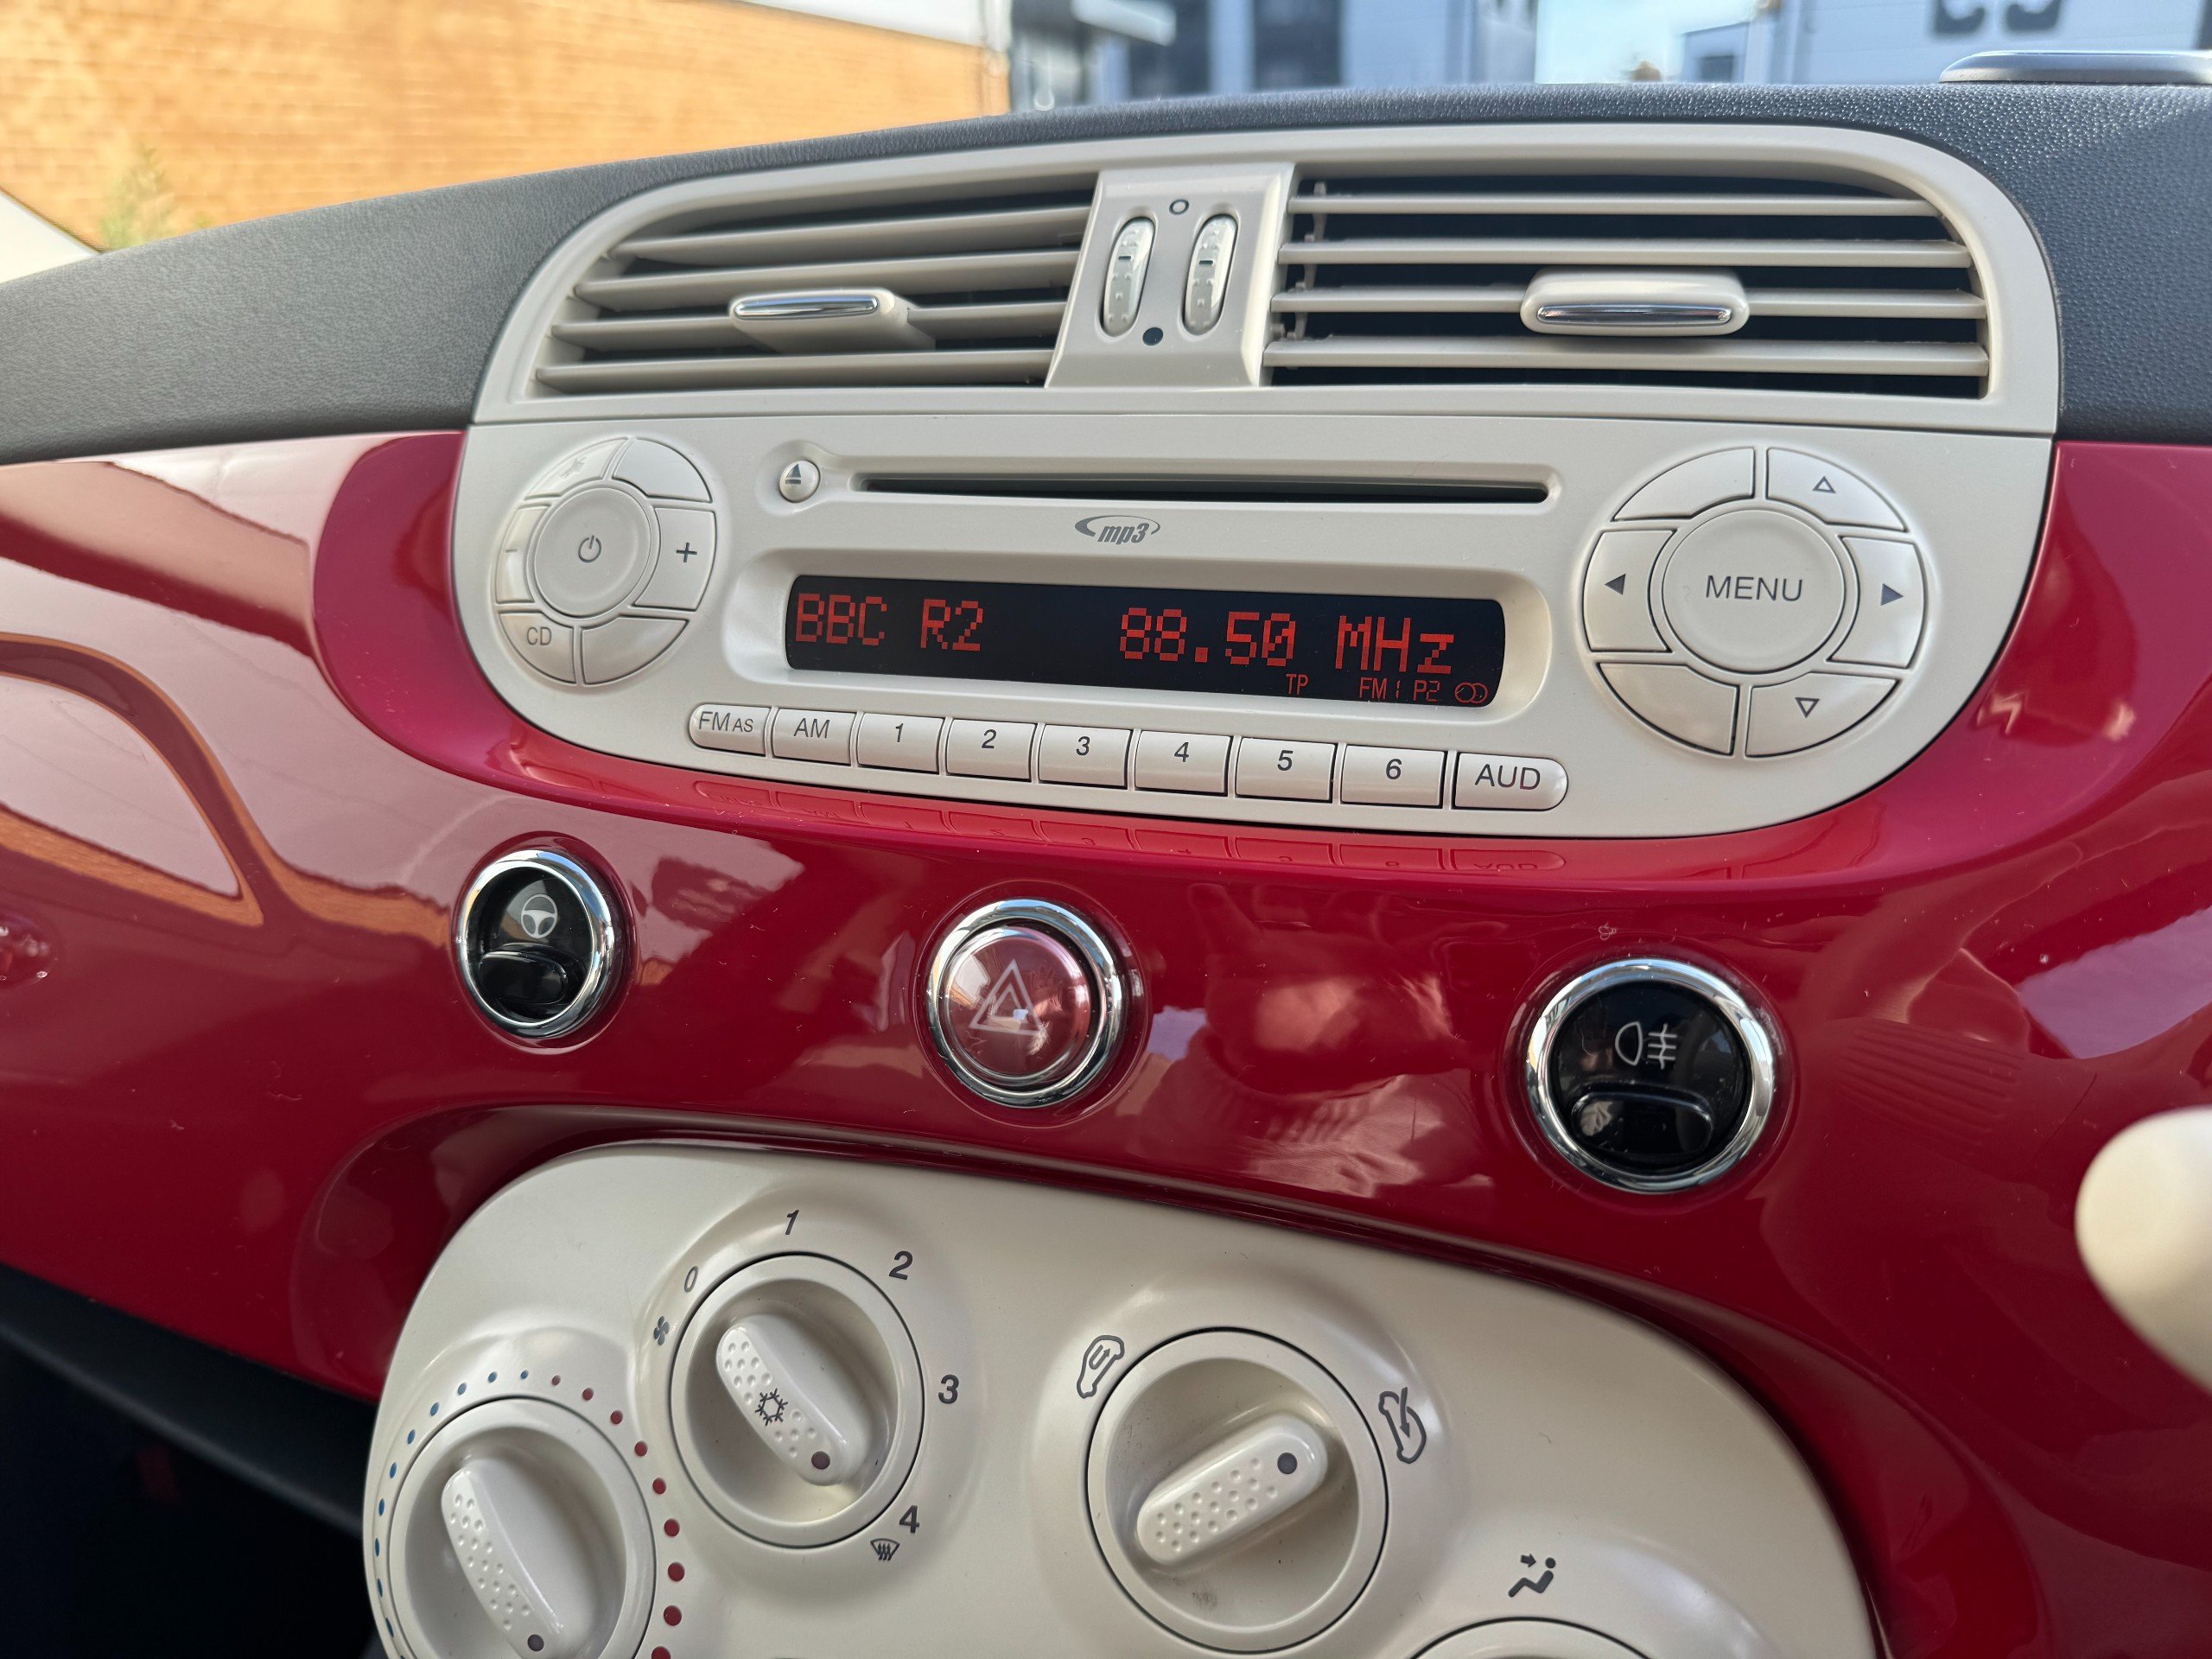 mp3
BBC R2 88.50 MHz
TP FM1 P2
MENU
CD
FM AS AM 1 2 3 4 5 6 AUD
1
0 2
3
4